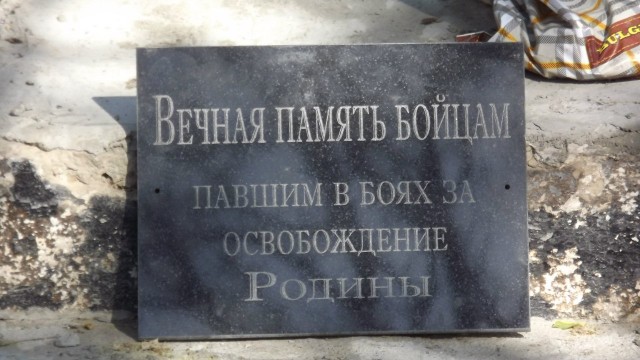 ВЕЧНАЯ ПАМЯТЬ БОЙЦАМ
ПАВШИМ В БОЯХ ЗА
ОСВОБОЖДЕНИЕ
РОДИНЫ